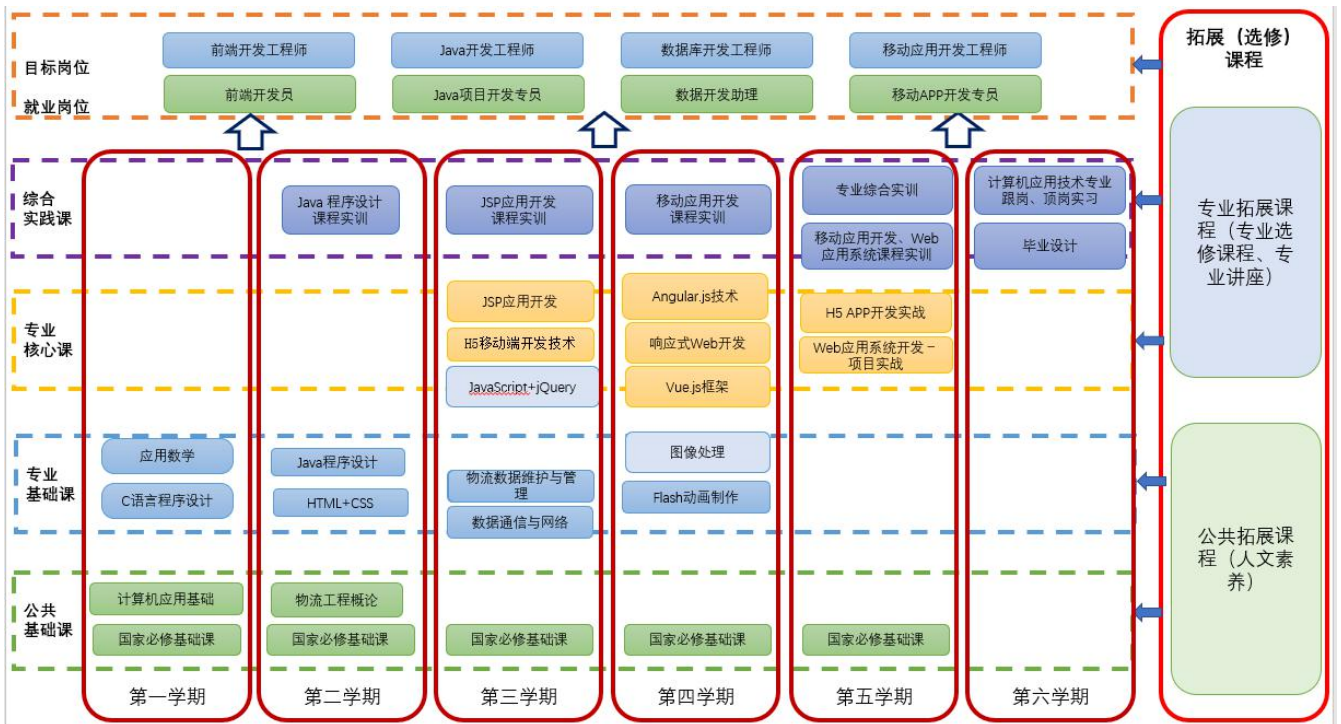 目标岗位
就业岗位
前端开发工程师
Java开发工程师
数据库开发工程师
移动应用开发工程师
前端开发员
Java项目开发专员
数据开发助理
移动APP开发专员
综合
实践课
Java 程序设计
课程实训
JSP应用开发
课程实训
移动应用开发
课程实训
专业综合实训
移动应用开发、Web
应用系统课程实训
计算机应用技术专业
跟岗、顶岗实习
毕业设计
专业
核心课
JSP应用开发
H5移动端开发技术
JavaScript+jQuery
Angular.js技术
响应式Web开发
Vue.js框架
H5 APP开发实战
Web应用系统开发－
项目实战
专业
基础课
应用数学
C语言程序设计
Java程序设计
HTML+CSS
物流数据维护与管
理
数据通信与网络
图像处理
Flash动画制作
公共
基础课
计算机应用基础
国家必修基础课
物流工程概论
国家必修基础课
国家必修基础课
国家必修基础课
国家必修基础课
第一学期
第二学期
第三学期
第四学期
第五学期
第六学期
拓展（选修）
课程
专业拓展课
程（专业选
修课程、专
业讲座）
公共拓展课
程（人文素
养）